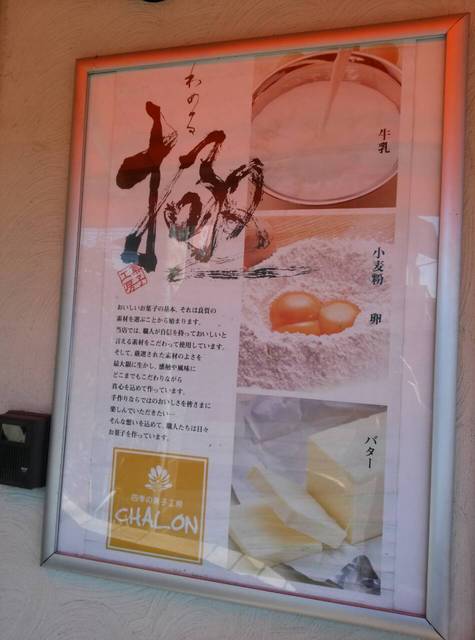 きわめる
極
菓子工房
牛乳
小麦粉
卵
バター
おいしいお菓子の基本、それは良質の
素材を選ぶことから始まります。
当店では、職人が自信を持っておいしいと
言える素材をこだわって使用しています。
そして、厳選された素材のよさを
最大限に生かし、感触や風味に
どこまでもこだわりながら
真心を込めて作っています。
手作りならではのおいしさを皆さまに
楽しんでいただきたい…
そんな想いを込めて、職人たちは日々
お菓子を作っています。
四季の菓子工房
CHALON